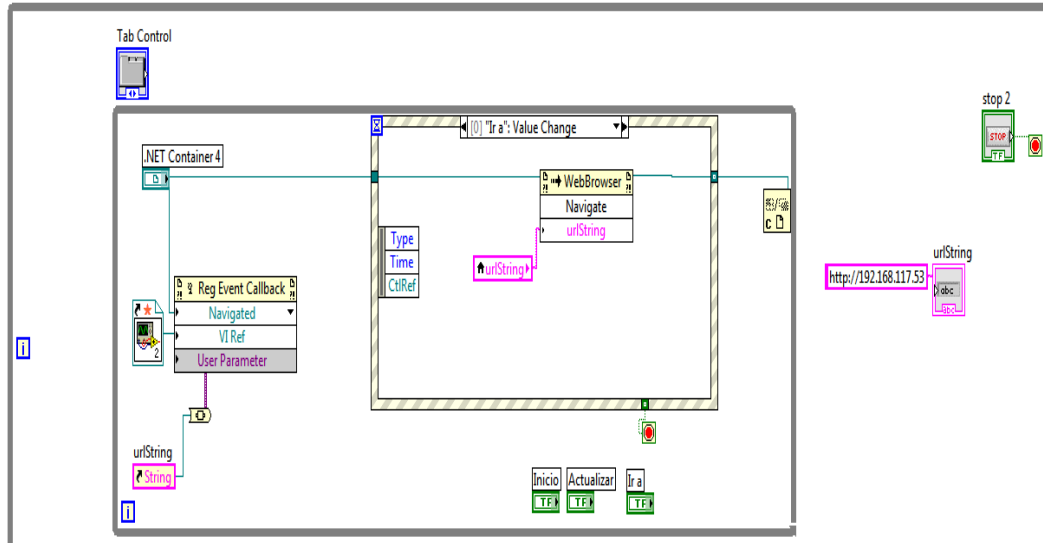 Tab Control
stop 2
STOP
TF
[0] "Ir a": Value Change
.NET Container 4
WebBrowser
Navigate
urlString
Type
Time
CtlRef
urlString
urlString
http://192.168.117.53
abc
abc
Reg Event Callback
Navigated
VI Ref
2
User Parameter
i
urlString
String
Inicio
Actualizar
Ir a
TF
TF
TF
i